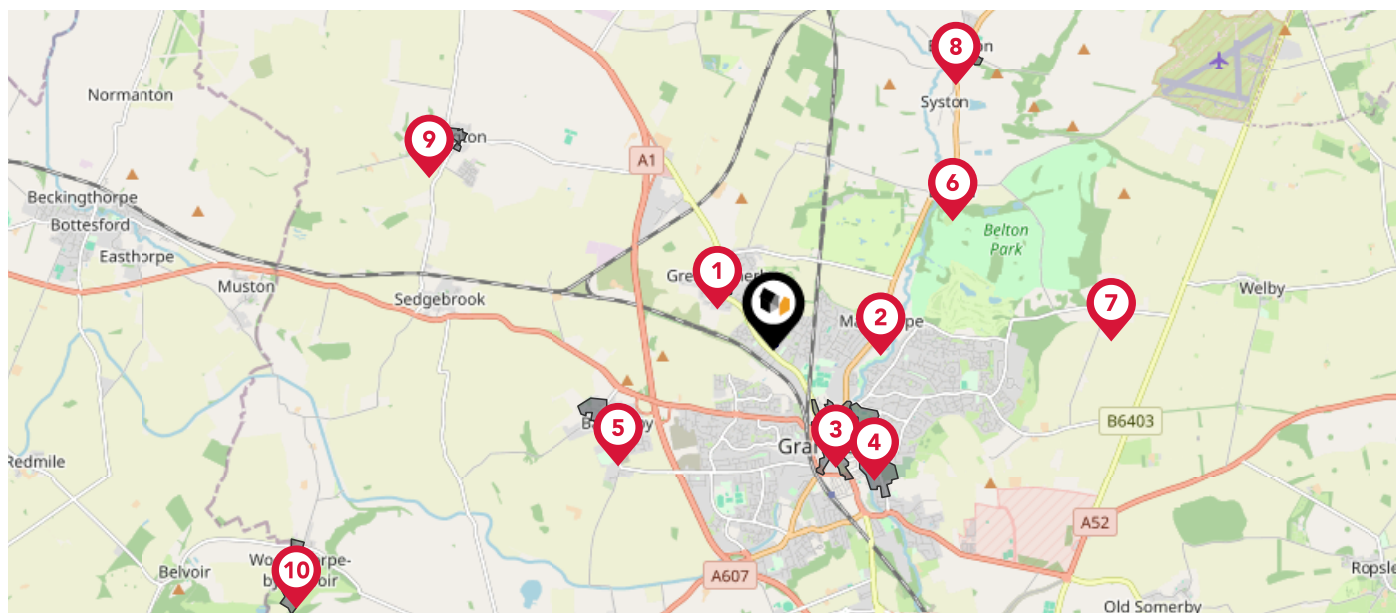 8
Syston
Normanton
9
A1
6
Beckingthorpe
Bottesford
Belton
Park
Easthorpe
1
Muston
Sedgebrook
Welby
7
2
5
3
4
B6403
Redmile
A52
10
Belvoir
A607
Old Somerby